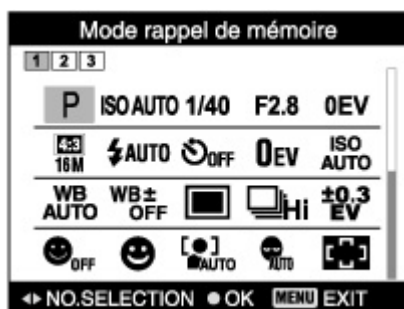 Mode rappel de mémoire
1 2 3
P ISO AUTO 1/40 F2.8 0EV
4:3 16M AUTO OFF 0EV ISO AUTO
WB AUTO WB± OFF Hi ±0.3 EV
OFF AUTO AUTO
NO.SELECTION OK MENU EXIT